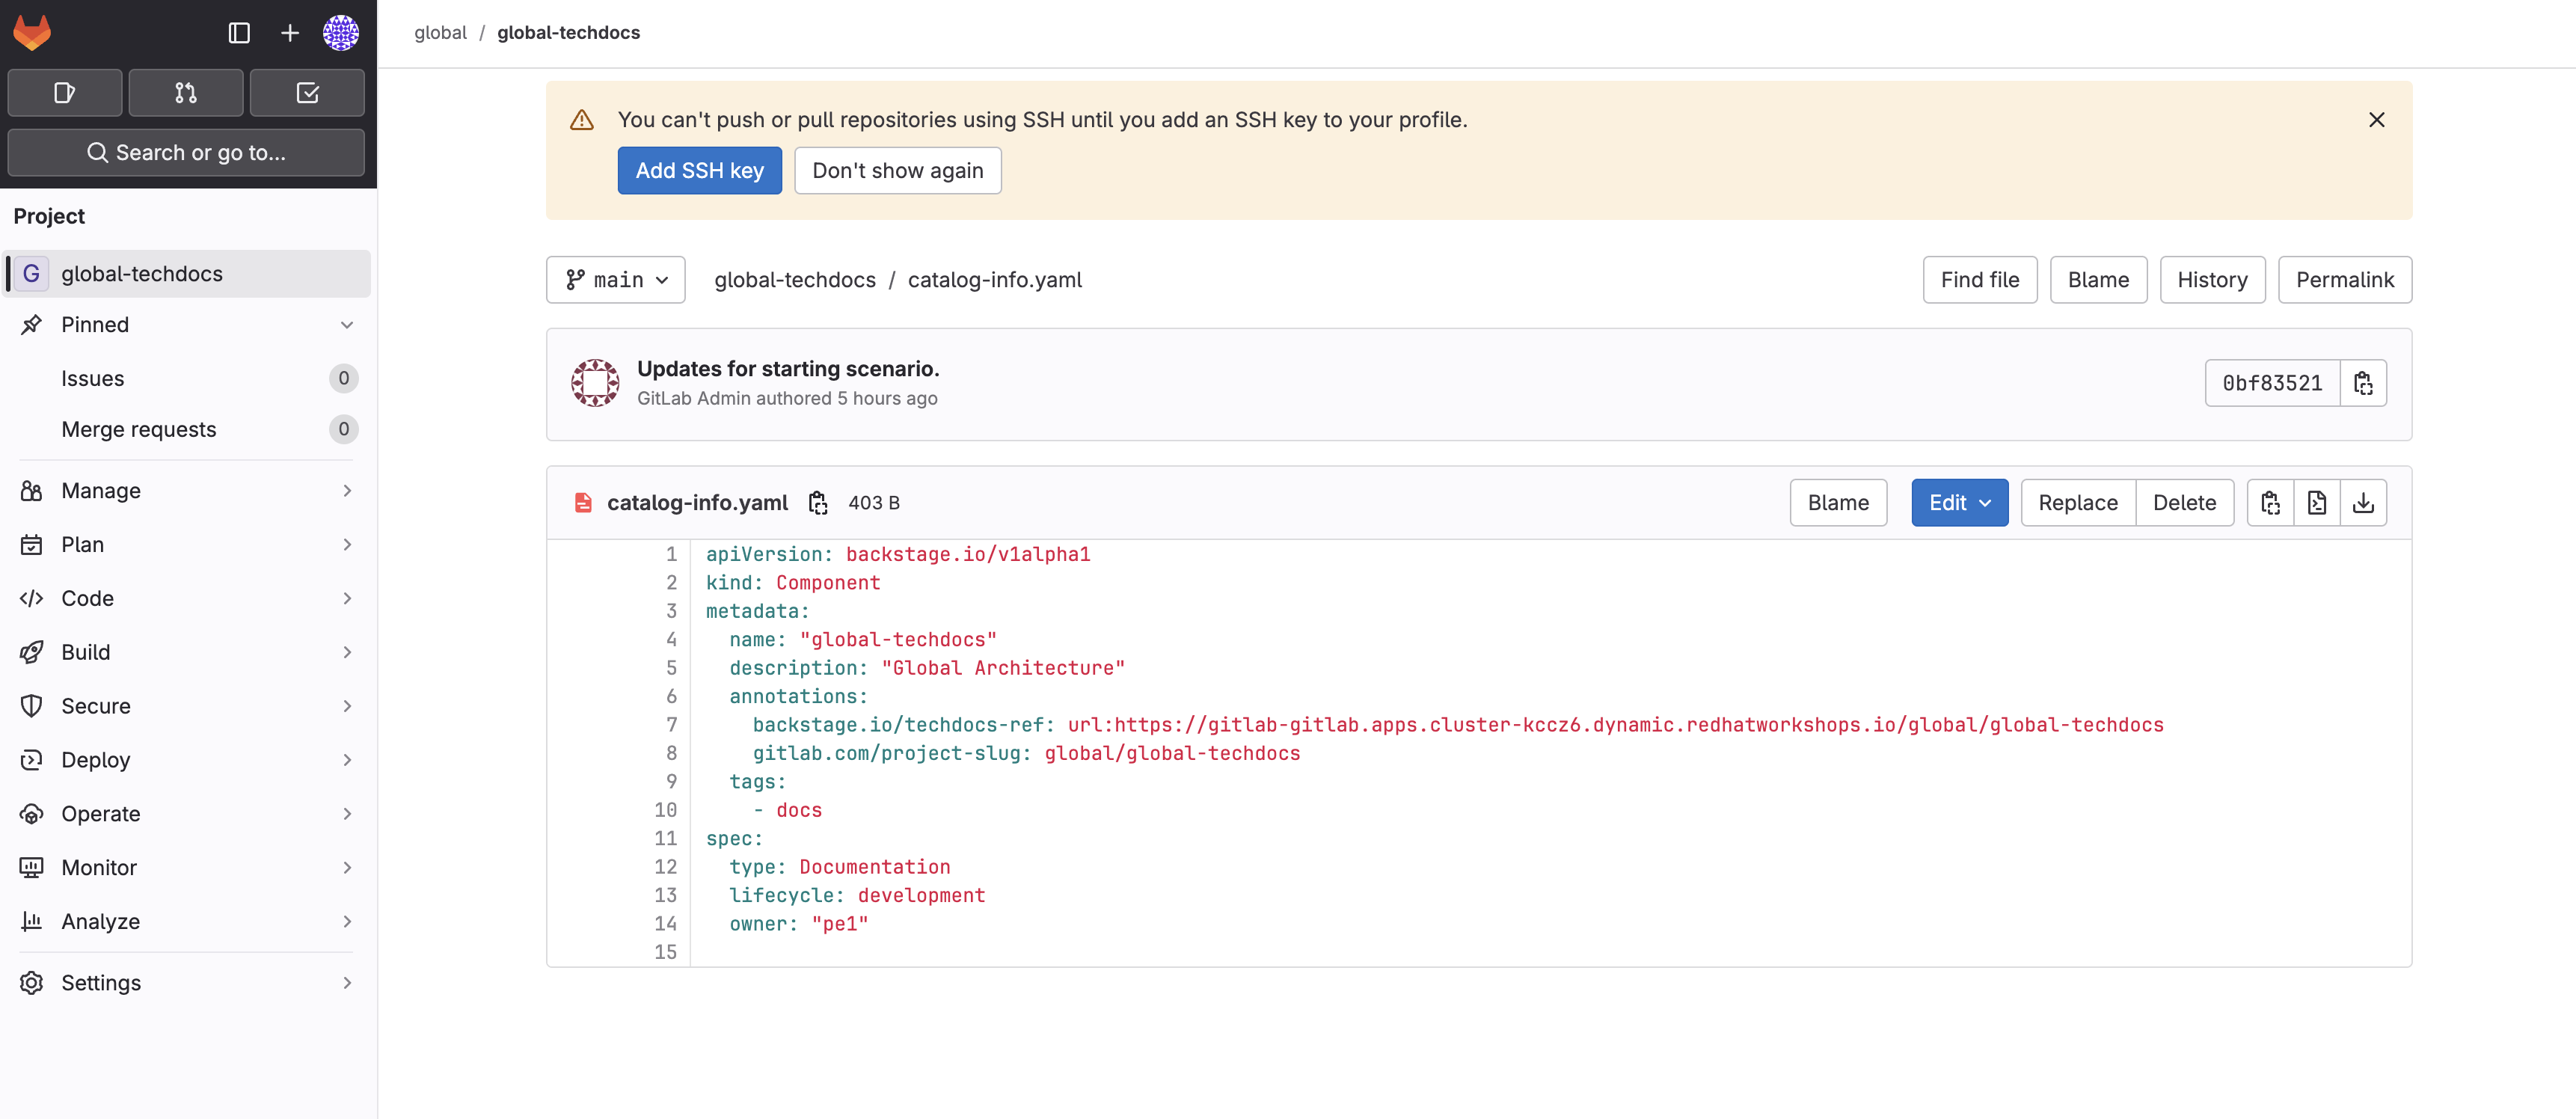 global / global-techdocs
Search or go to...
Project
G global-techdocs
Pinned
Issues 0
Merge requests 0
Manage
Plan
Code
Build
Secure
Deploy
Operate
Monitor
Analyze
Settings
You can't push or pull repositories using SSH until you add an SSH key to your profile.
Add SSH key Don't show again
main global-techdocs / catalog-info.yaml Find file Blame History Permalink
Updates for starting scenario.
GitLab Admin authored 5 hours ago
0bf83521
catalog-info.yaml 403 B Blame Edit Replace Delete
1 apiVersion: backstage.io/v1alpha1
2 kind: Component
3 metadata:
4   name: "global-techdocs"
5   description: "Global Architecture"
6   annotations:
7     backstage.io/techdocs-ref: url:https://gitlab-gitlab.apps.cluster-kccz6.dynamic.redhatworkshops.io/global/global-techdocs
8     gitlab.com/project-slug: global/global-techdocs
9   tags:
10     - docs
11 spec:
12   type: Documentation
13   lifecycle: development
14   owner: "pe1"
15